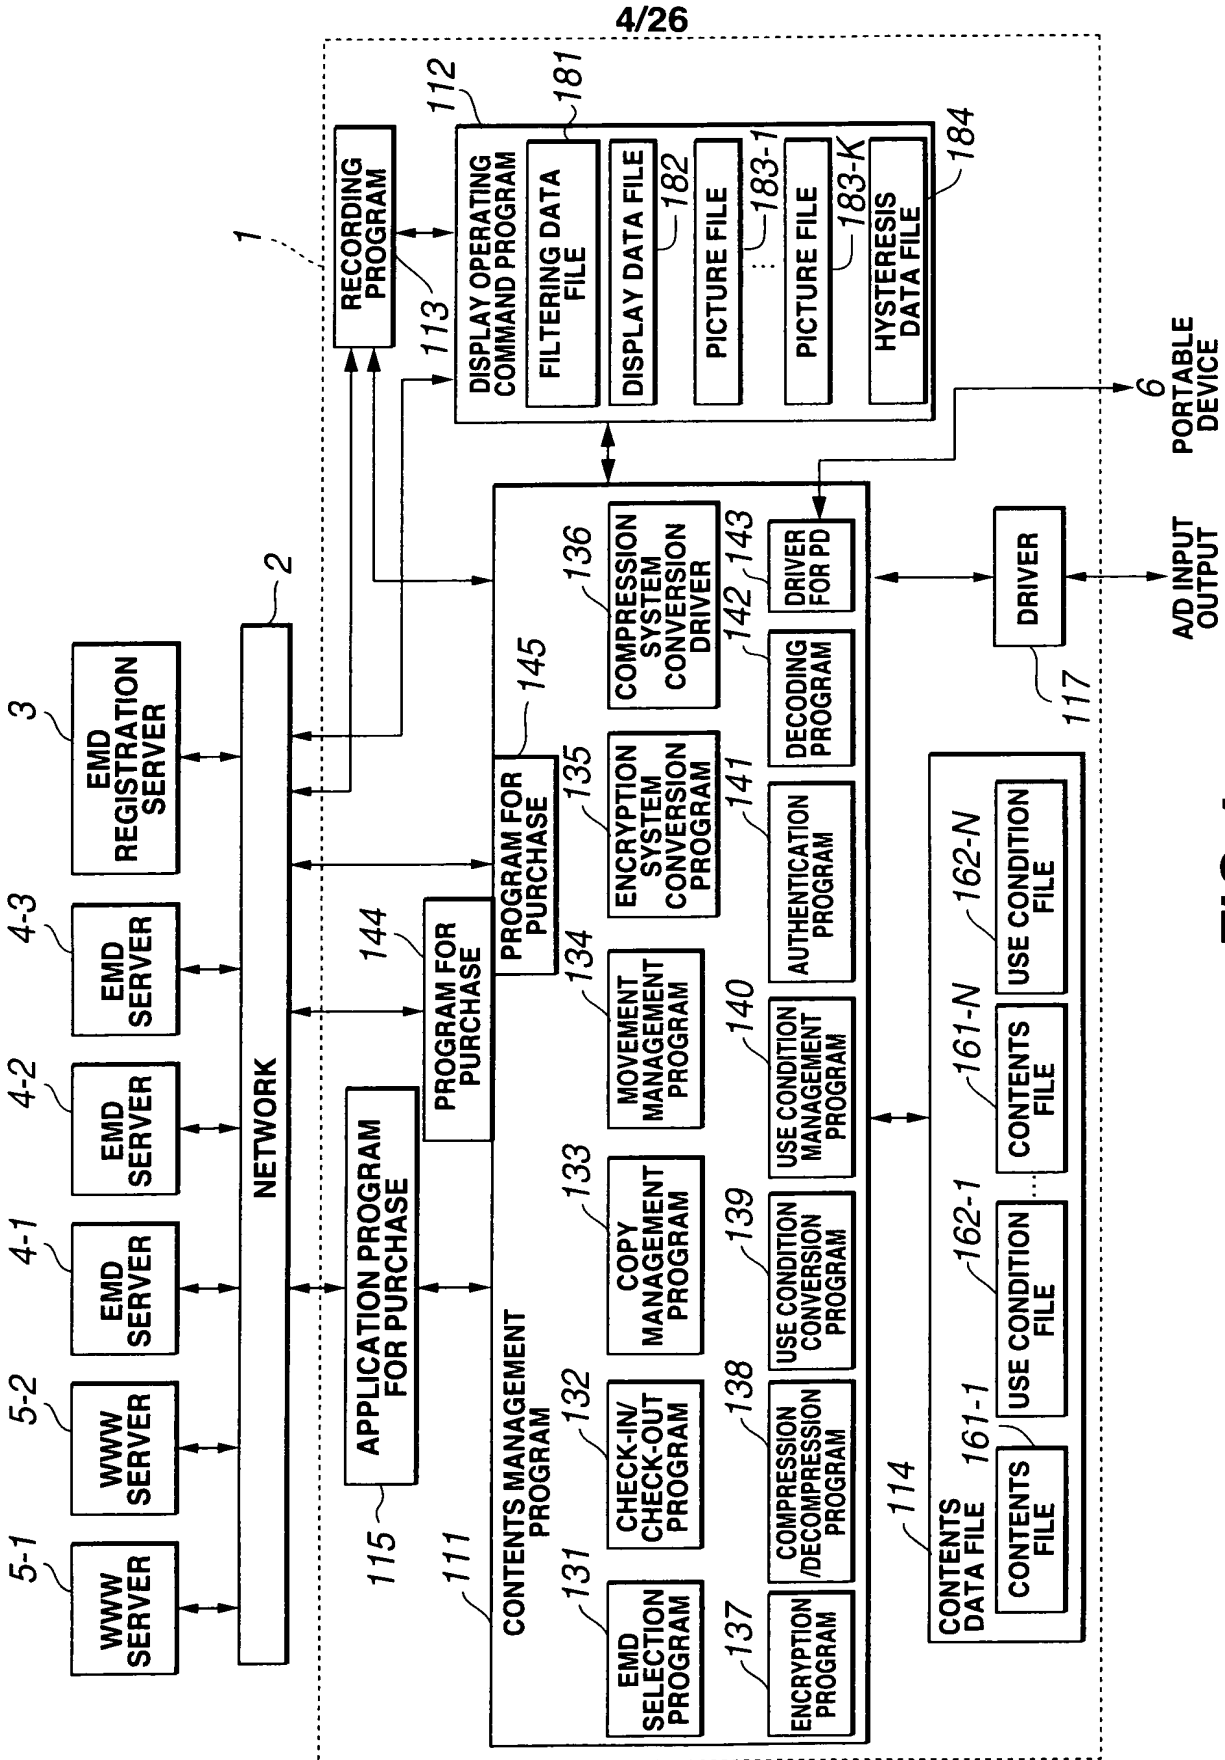 4/26
5-1
WWW
SERVER
5-2
WWW
SERVER
4-1
EMD
SERVER
4-2
EMD
SERVER
4-3
EMD
SERVER
3
EMD
REGISTRATION
SERVER
NETWORK
2
1
115
APPLICATION PROGRAM
FOR PURCHASE
144
PROGRAM FOR
PURCHASE
PROGRAM FOR
PURCHASE
145
RECORDING
PROGRAM
113
112
DISPLAY OPERATING
COMMAND PROGRAM
FILTERING DATA
FILE
181
DISPLAY DATA FILE
182
PICTURE FILE
183-1
...
PICTURE FILE
183-K
HYSTERESIS
DATA FILE
184
111
CONTENTS MANAGEMENT
PROGRAM
131
EMD
SELECTION
PROGRAM
132
CHECK-IN/
CHECK-OUT
PROGRAM
133
COPY
MANAGEMENT
PROGRAM
134
MOVEMENT
MANAGEMENT
PROGRAM
135
ENCRYPTION
SYSTEM
CONVERSION
PROGRAM
136
COMPRESSION
SYSTEM
CONVERSION
DRIVER
137
ENCRYPTION
PROGRAM
138
COMPRESSION
/DECOMPRESSION
PROGRAM
139
USE CONDITION
CONVERSION
PROGRAM
140
USE CONDITION
MANAGEMENT
PROGRAM
141
AUTHENTICATION
PROGRAM
142
DECODING
PROGRAM
143
DRIVER
FOR PD
114
CONTENTS
DATA FILE
161-1
CONTENTS
FILE
162-1
USE CONDITION
FILE
...
161-N
CONTENTS
FILE
162-N
USE CONDITION
FILE
117
DRIVER
A/D INPUT
OUTPUT
6
PORTABLE
DEVICE